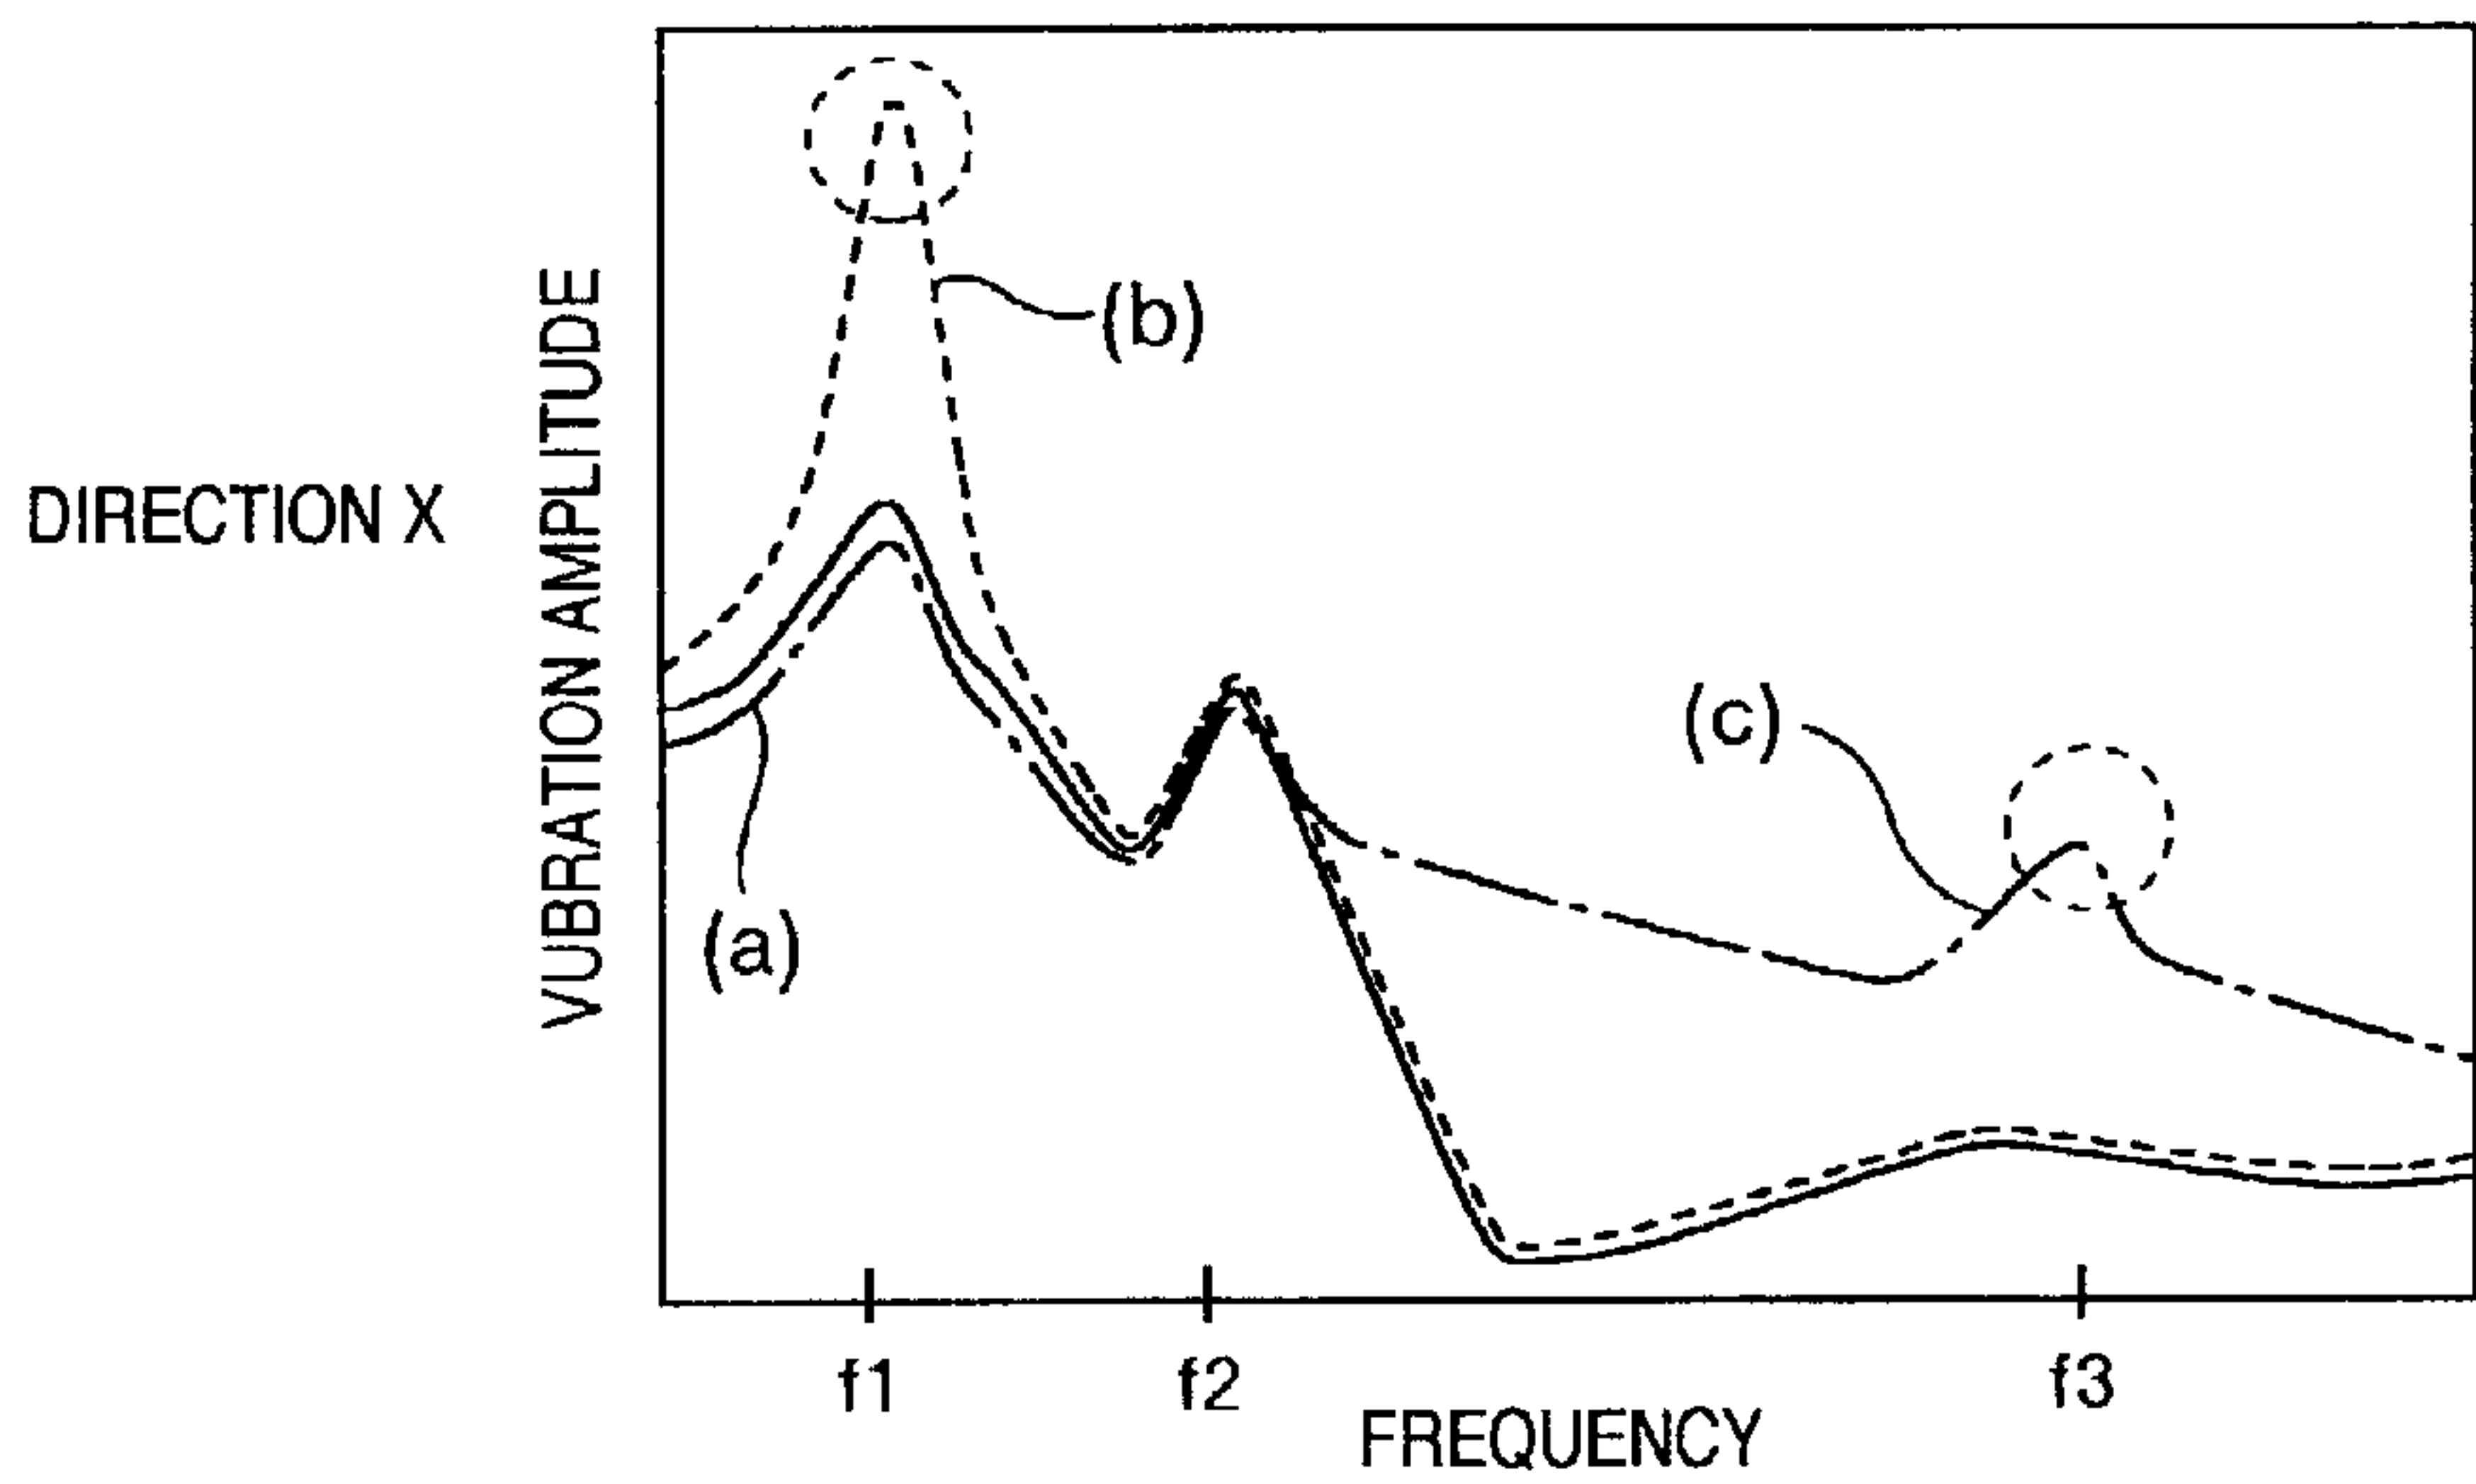 DIRECTION X
VUBRATION AMPLITUDE
(b)
(c)
(a)
f1
f2
f3
FREQUENCY